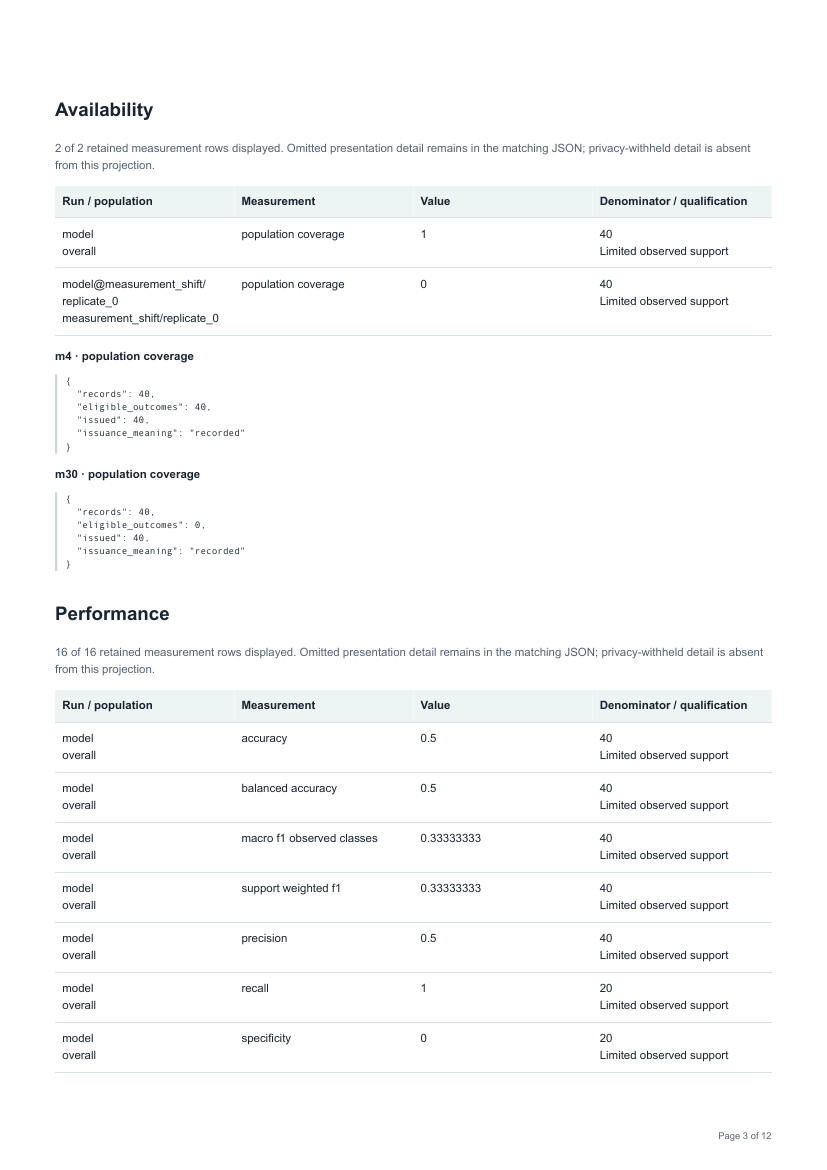 Availability
2 of 2 retained measurement rows displayed. Omitted presentation detail remains in the matching JSON; privacy-withheld detail is absent
from this projection.
Run / population Measurement Value Denominator / qualification
model population coverage 1 40
overall Limited observed support
model@measurement_shift/ population coverage 0 40
replicate_0 Limited observed support
measurement_shift/replicate_0
m4 · population coverage
{
  "records": 40,
  "eligible_outcomes": 40,
  "issued": 40,
  "issuance_meaning": "recorded"
}
m30 · population coverage
{
  "records": 40,
  "eligible_outcomes": 0,
  "issued": 40,
  "issuance_meaning": "recorded"
}
Performance
16 of 16 retained measurement rows displayed. Omitted presentation detail remains in the matching JSON; privacy-withheld detail is absent
from this projection.
Run / population Measurement Value Denominator / qualification
model accuracy 0.5 40
overall Limited observed support
model balanced accuracy 0.5 40
overall Limited observed support
model macro f1 observed classes 0.33333333 40
overall Limited observed support
model support weighted f1 0.33333333 40
overall Limited observed support
model precision 0.5 40
overall Limited observed support
model recall 1 20
overall Limited observed support
model specificity 0 20
overall Limited observed support
Page 3 of 12